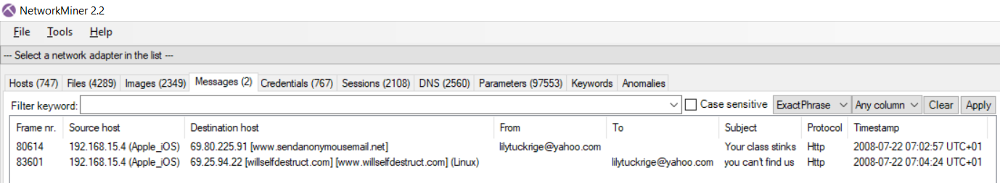 NetworkMiner 2.2
File Tools Help
--- Select a network adapter in the list ---
Hosts (747) Files (4289) Images (2349) Messages (2) Credentials (767) Sessions (2108) DNS (2560) Parameters (97553) Keywords Anomalies
Filter keyword: Case sensitive ExactPhrase Any column Clear Apply
Frame nr. Source host Destination host From To Subject Protocol Timestamp
80614 192.168.15.4 (Apple_iOS) 69.80.225.91 [www.sendanonymousemail.net] lilytuckrige@yahoo.com Your class stinks Http 2008-07-22 07:02:57 UTC+01
83601 192.168.15.4 (Apple_iOS) 69.25.94.22 [willselfdestruct.com] [www.willselfdestruct.com] (Linux) lilytuckrige@yahoo.com you can't find us Http 2008-07-22 07:04:24 UTC+01